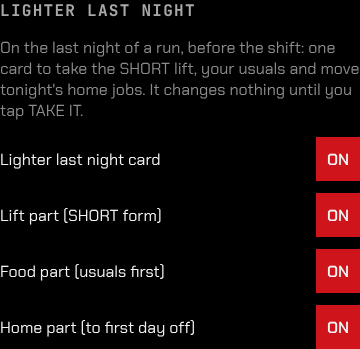 LIGHTER LAST NIGHT
On the last night of a run, before the shift: one
card to take the SHORT lift, your usuals and move
tonight's home jobs. It changes nothing until you
tap TAKE IT.
Lighter last night card ON
Lift part (SHORT form) ON
Food part (usuals first) ON
Home part (to first day off) ON